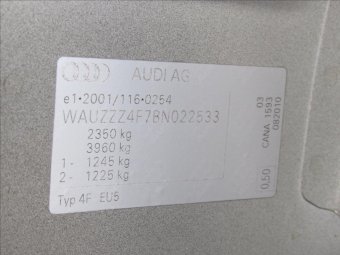 AUDI AG
e1*2001/116*0254
WAUZZZ4F7BN022533
2350 kg
3960 kg
1- 1245 kg
2- 1225 kg
Typ 4F EU5
0,50
CANA 1593
03
082010